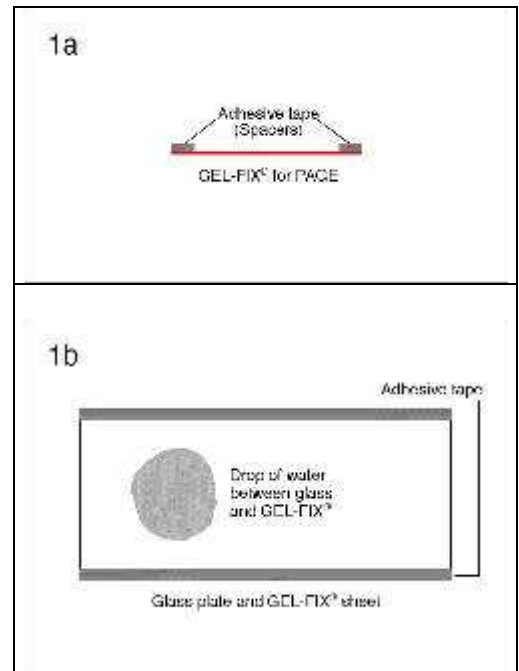 1a
Adhesive tape
(Spacers)
GEL-FIX© for PAGE
1b
Adhesive tape
Drop of water
between glass
and GEL-FIX©
Glass plate and GEL-FIX© sheet